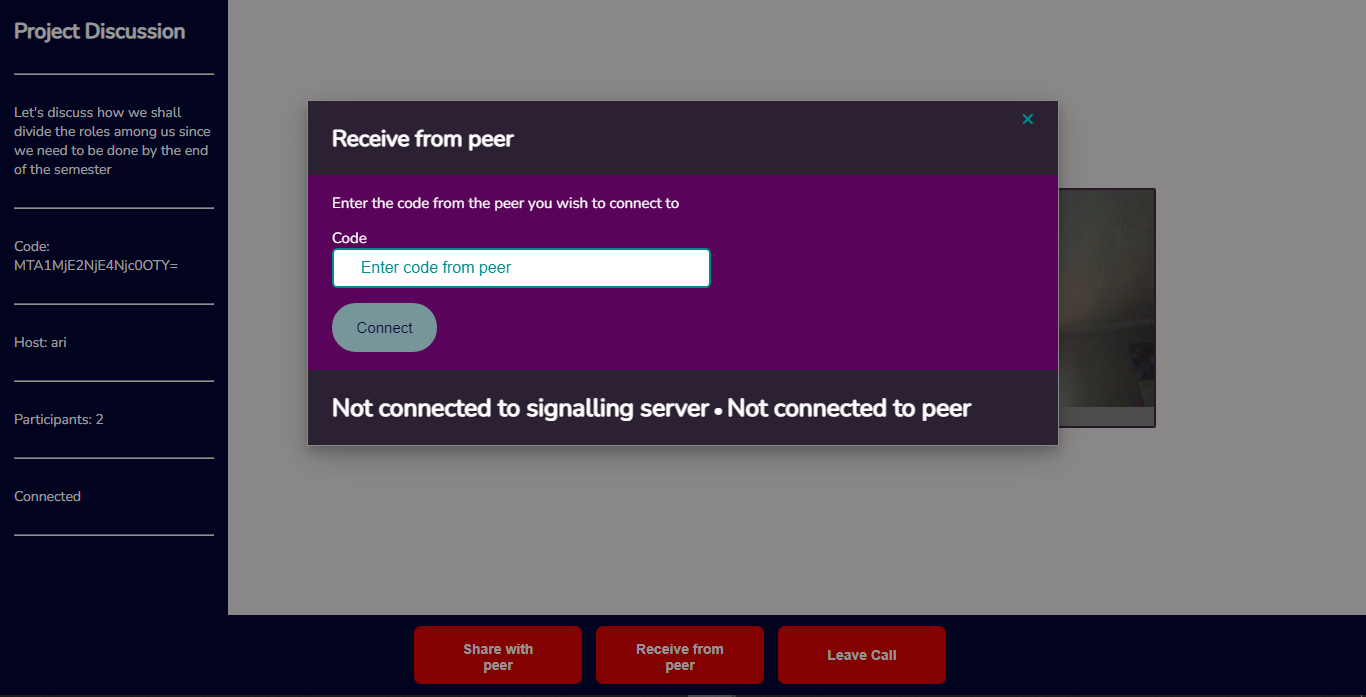 Project Discussion
Let's discuss how we shall
divide the roles among us since
we need to be done by the end
of the semester
Code:
MTA1MjE2NjE4Njc0OTY=
Host: ari
Participants: 2
Connected
Receive from peer
×
Enter the code from the peer you wish to connect to
Code
Enter code from peer
Connect
Not connected to signalling server • Not connected to peer
Share with
peer
Receive from
peer
Leave Call